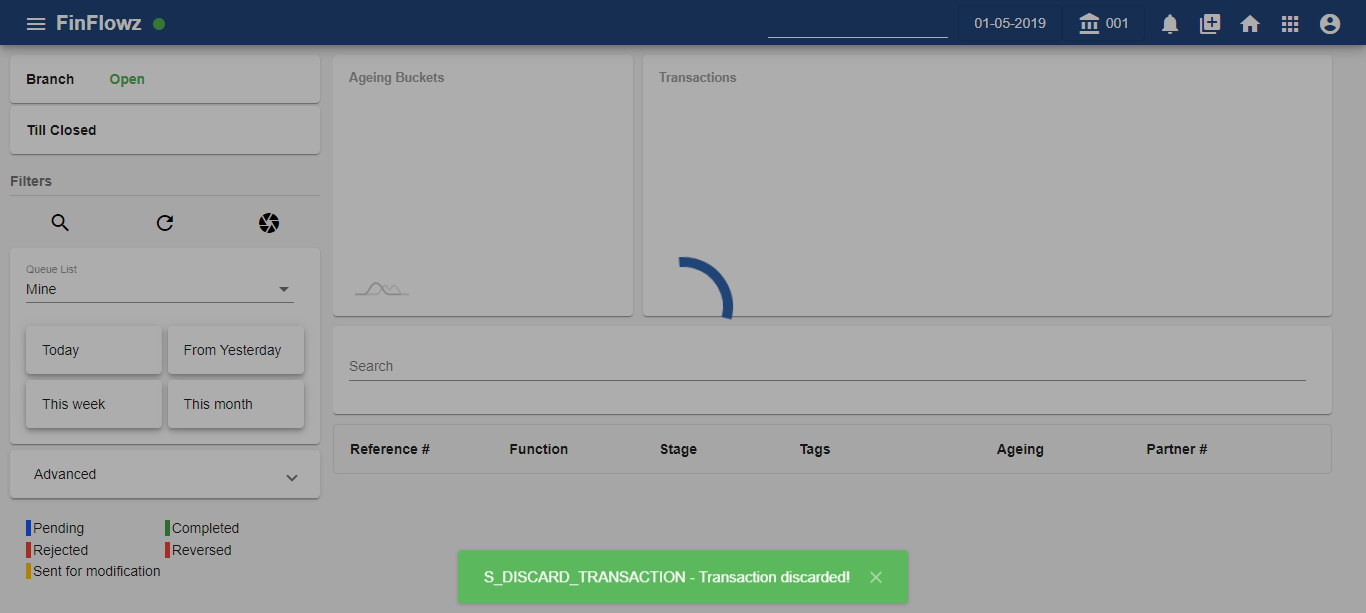 FinFlowz
01-05-2019
001
Branch
Open
Till Closed
Filters
Queue List
Mine
Today
From Yesterday
This week
This month
Advanced
Pending
Completed
Rejected
Reversed
Sent for modification
Ageing Buckets
Transactions
Search
Reference # Function Stage Tags Ageing Partner #
S_DISCARD_TRANSACTION - Transaction discarded!